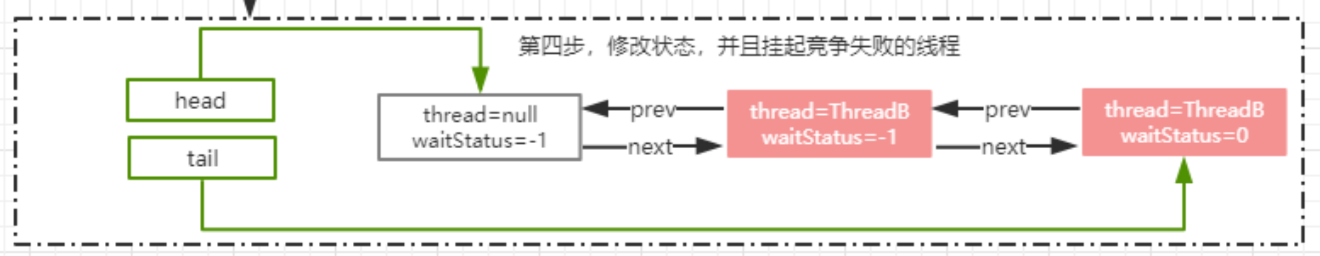 第四步，修改状态，并且挂起竞争失败的线程
head
tail
thread=null
waitStatus=-1
prev
next
thread=ThreadB
waitStatus=-1
prev
next
thread=ThreadB
waitStatus=0